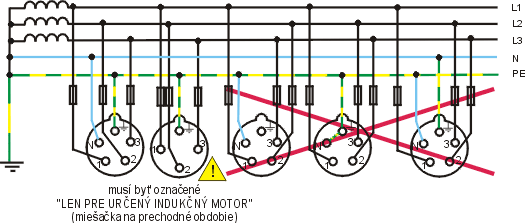 L1
L2
L3
N
PE
N 3 1 2
3 1 2
N 3 1 2
N 3 1 2
N 3 1 2
!
musí byť označené
"LEN PRE URČENÝ INDUKČNÝ MOTOR"
(miešačka na prechodné obdobie)